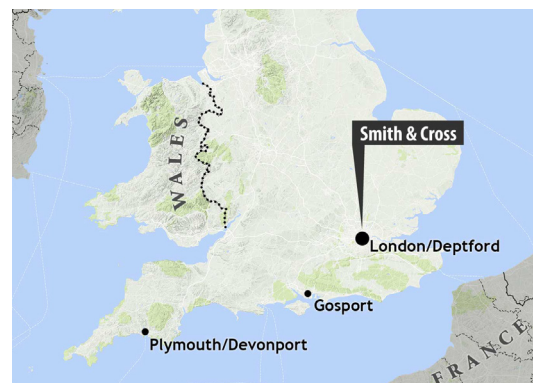 Smith & Cross
WALES
London/Deptford
Gosport
Plymouth/Devonport
FRANCE